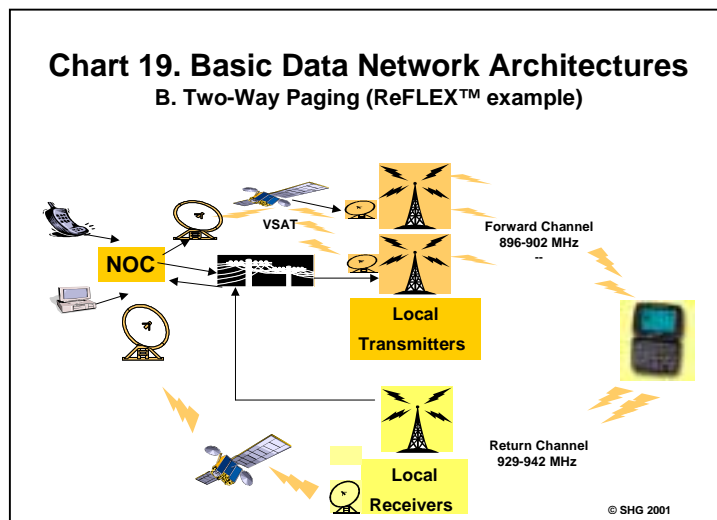 Chart 19. Basic Data Network Architectures
B. Two-Way Paging (ReFLEX™ example)
VSAT
Forward Channel
896-902 MHz
--
NOC
Local
Transmitters
Return Channel
929-942 MHz
Local
Receivers
© SHG 2001